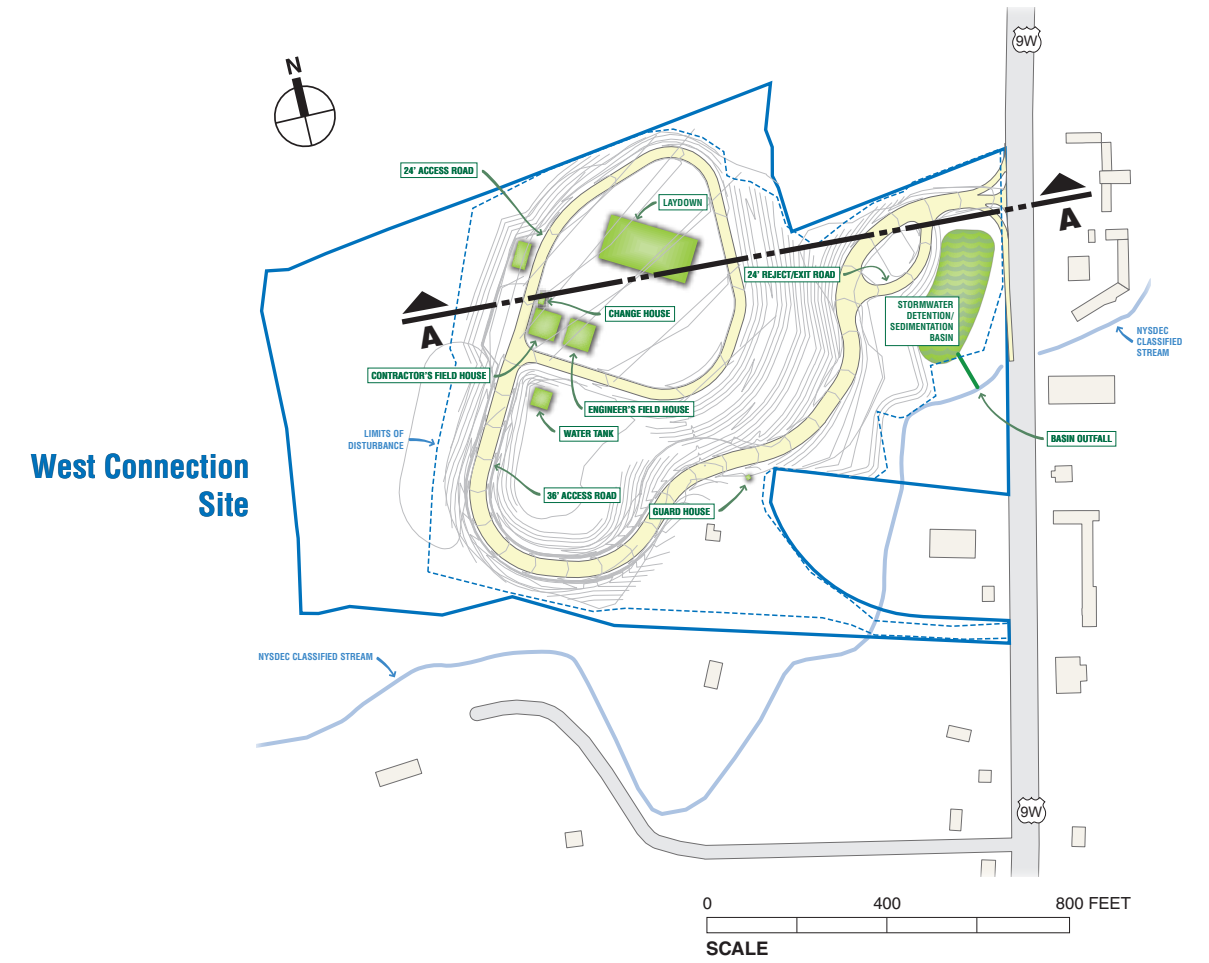 9W
N
24' ACCESS ROAD
LAYDOWN
A
24' REJECT/EXIT ROAD
A
CHANGE HOUSE
STORMWATER
DETENTION/
SEDIMENTATION
BASIN
NYSDEC
CLASSIFIED
STREAM
CONTRACTOR'S FIELD HOUSE
ENGINEER'S FIELD HOUSE
WATER TANK
LIMITS OF
DISTURBANCE
BASIN OUTFALL
West Connection
Site
36' ACCESS ROAD
GUARD HOUSE
NYSDEC CLASSIFIED STREAM
9W
0 400 800 FEET
SCALE